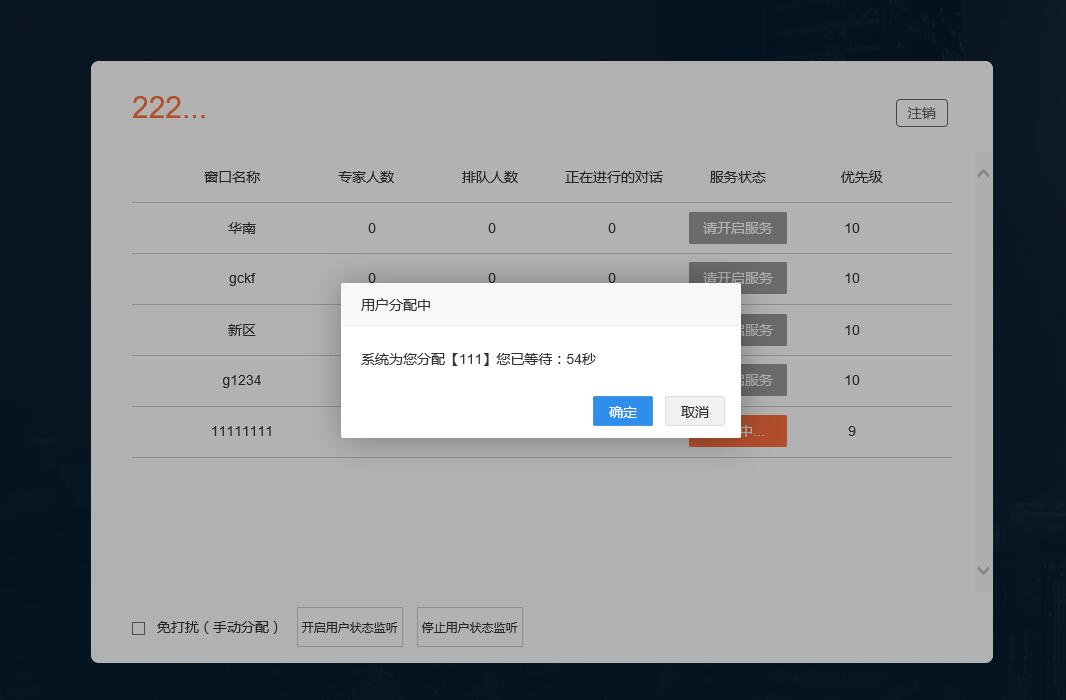 222...
注销
窗口名称 专家人数 排队人数 正在进行的对话 服务状态 优先级
华南 0 0 0 请开启服务 10
gckf 0 0 0 请开启服务 10
用户分配中
新区 启服务 10
系统为您分配【111】您已等待：54秒
g1234 启服务 10
确定 取消
11111111 中... 9
免打扰（手动分配） 开启用户状态监听 停止用户状态监听